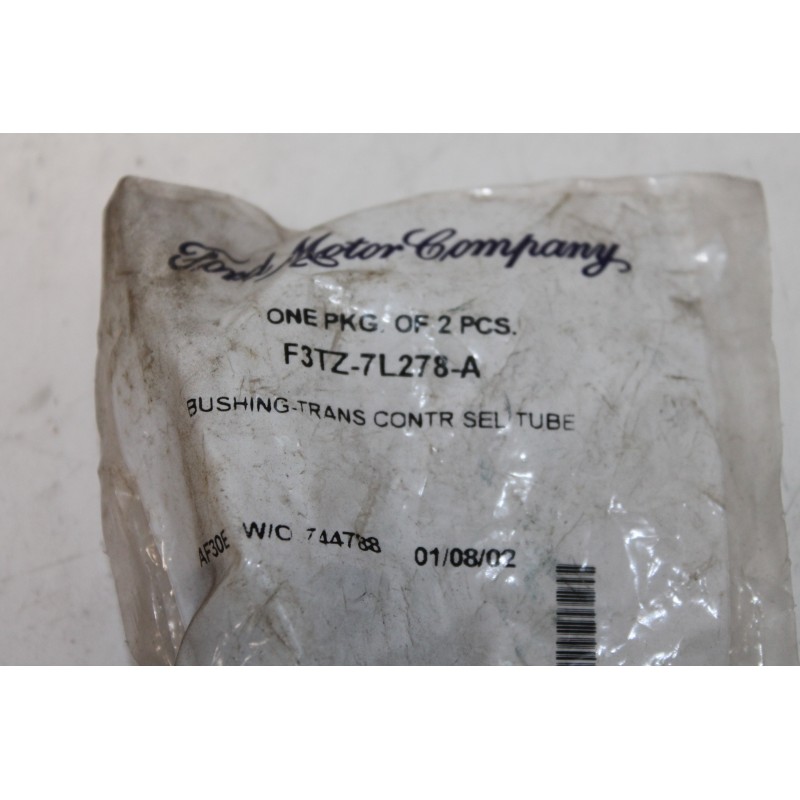 Ford Motor Company
ONE PKG. OF 2 PCS.
F3TZ-7L278-A
BUSHING-TRANS CONTR SEL TUBE
AF30E W/O 744788 01/08/02